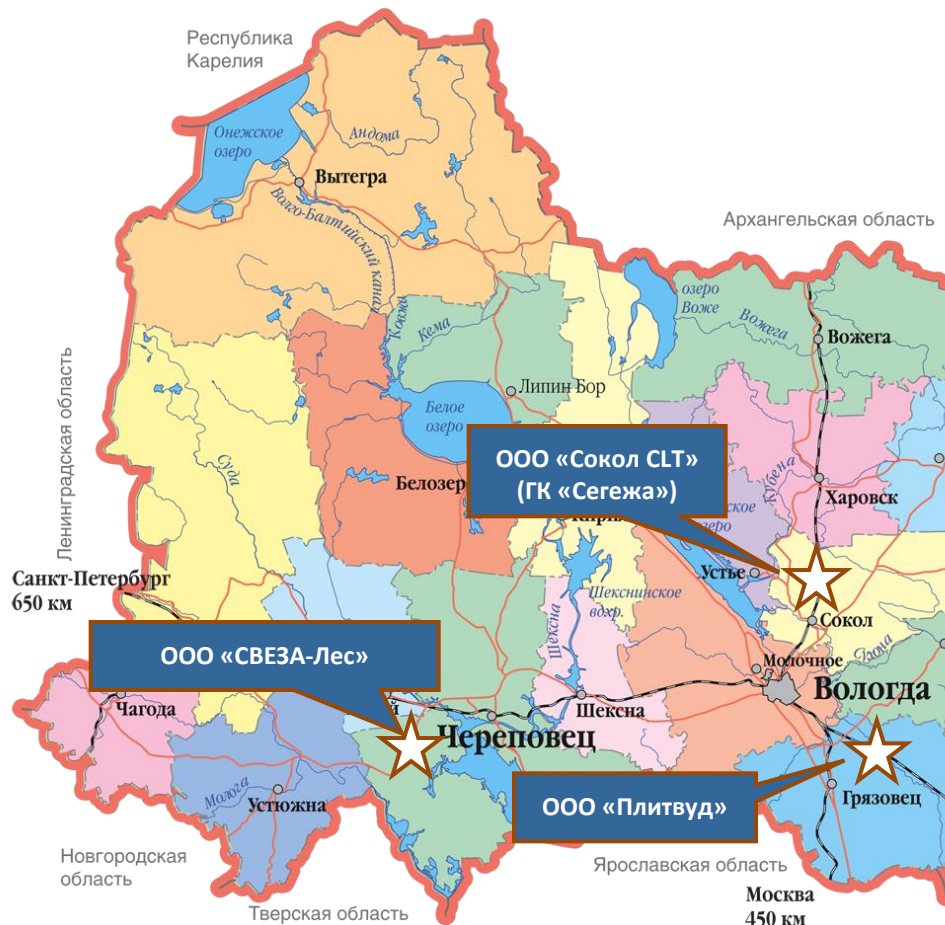 Республика
Карелия
Онежское
озеро
Андома
Вытегра
Волго-Балтийский канал
Архангельская область
озеро
Воже
Вожега
Вожега
Ковжа
Кема
Липин Бор
Белое
озеро
Ленинградская область
Суда
ООО «Сокол CLT»
(ГК «Сегежа»)
Кубена
Харовск
Белозер
озеро
Санкт-Петербург
650 км
Устье
Шекснинское
вдхр.
Шексна
Сокол
ООО «СВЕЗА-Лес»
Молочное
Вологда
Чагода
Шексна
Череповец
Молога
Устюжна
ООО «Плитвуд»
Грязовец
Новгородская
область
Ярославская область
Тверская область
Москва
450 км